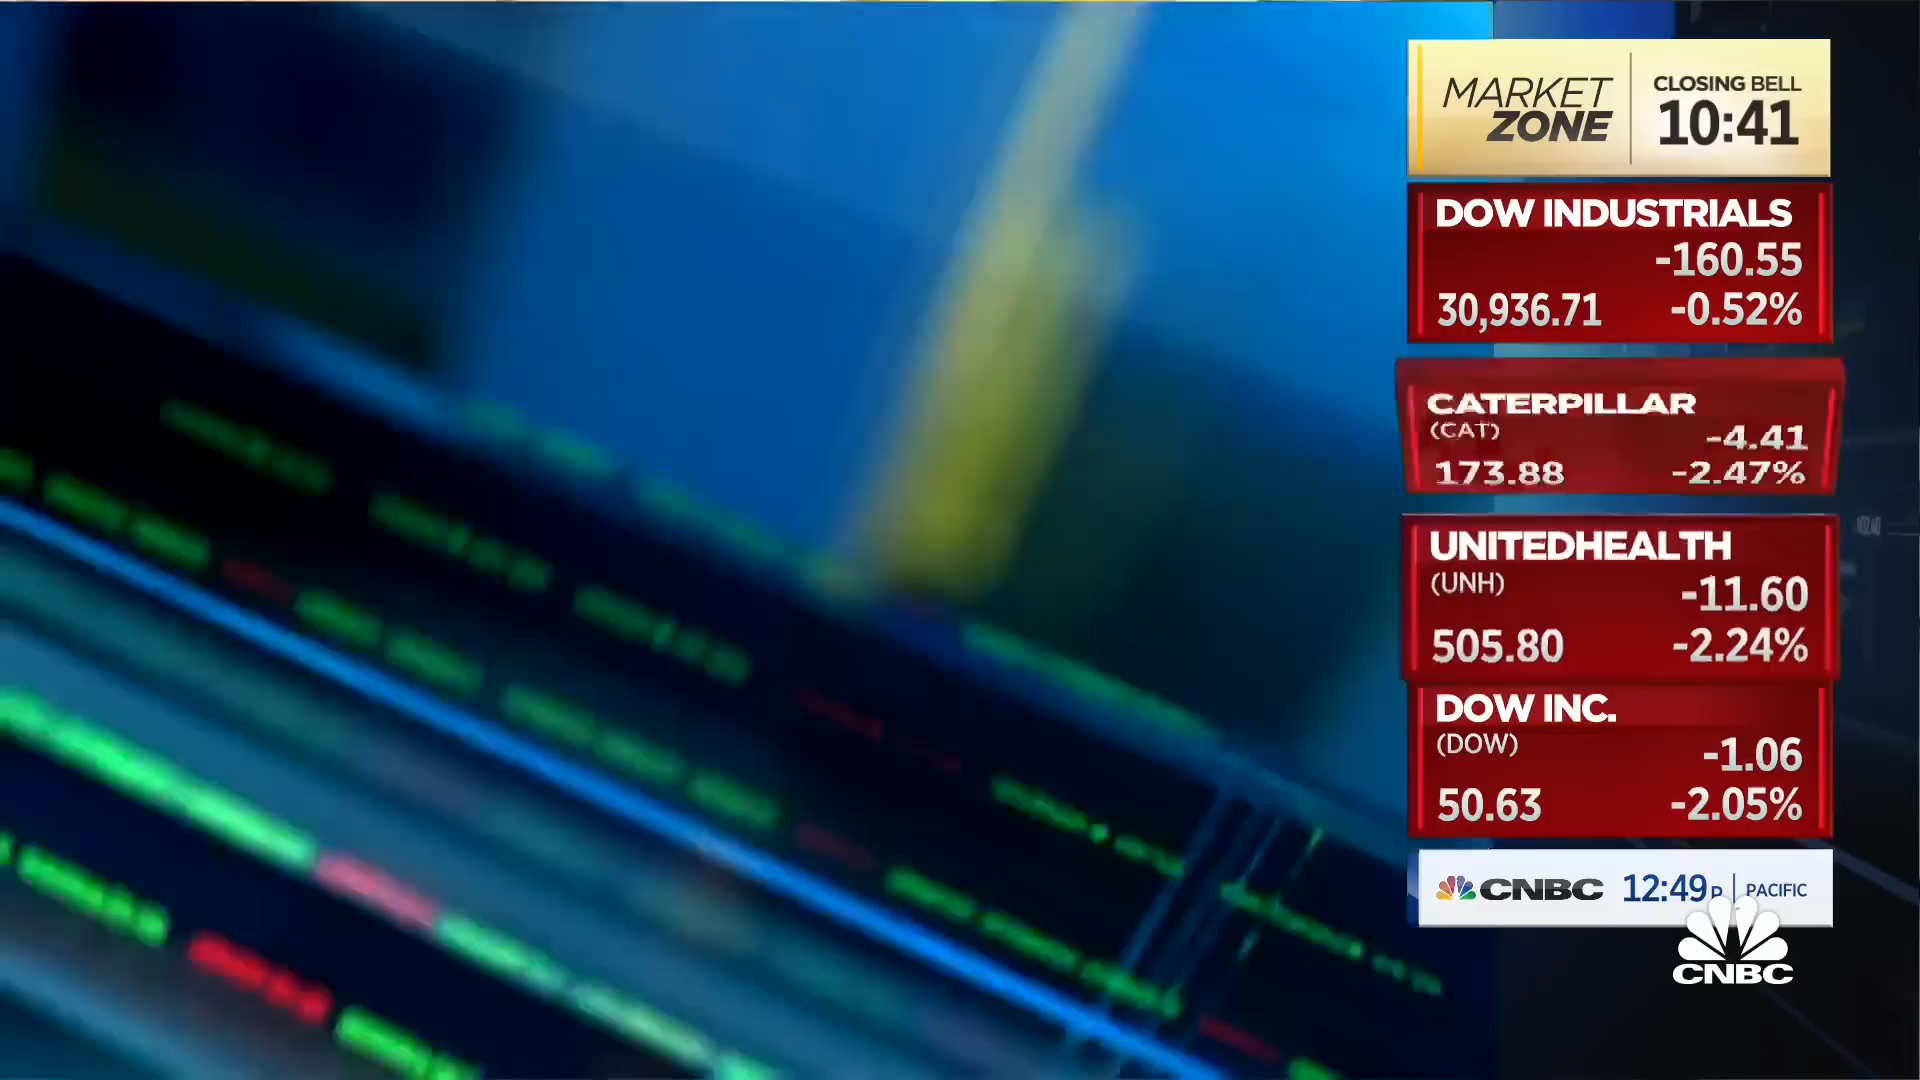 MARKET
ZONE
CLOSING BELL
10:41
DOW INDUSTRIALS
-160.55
30,936.71 -0.52%
CATERPILLAR
(CAT) -4.41
173.88 -2.47%
UNITEDHEALTH
(UNH) -11.60
505.80 -2.24%
DOW INC.
(DOW) -1.06
50.63 -2.05%
CNBC 12:49P PACIFIC
CNBC